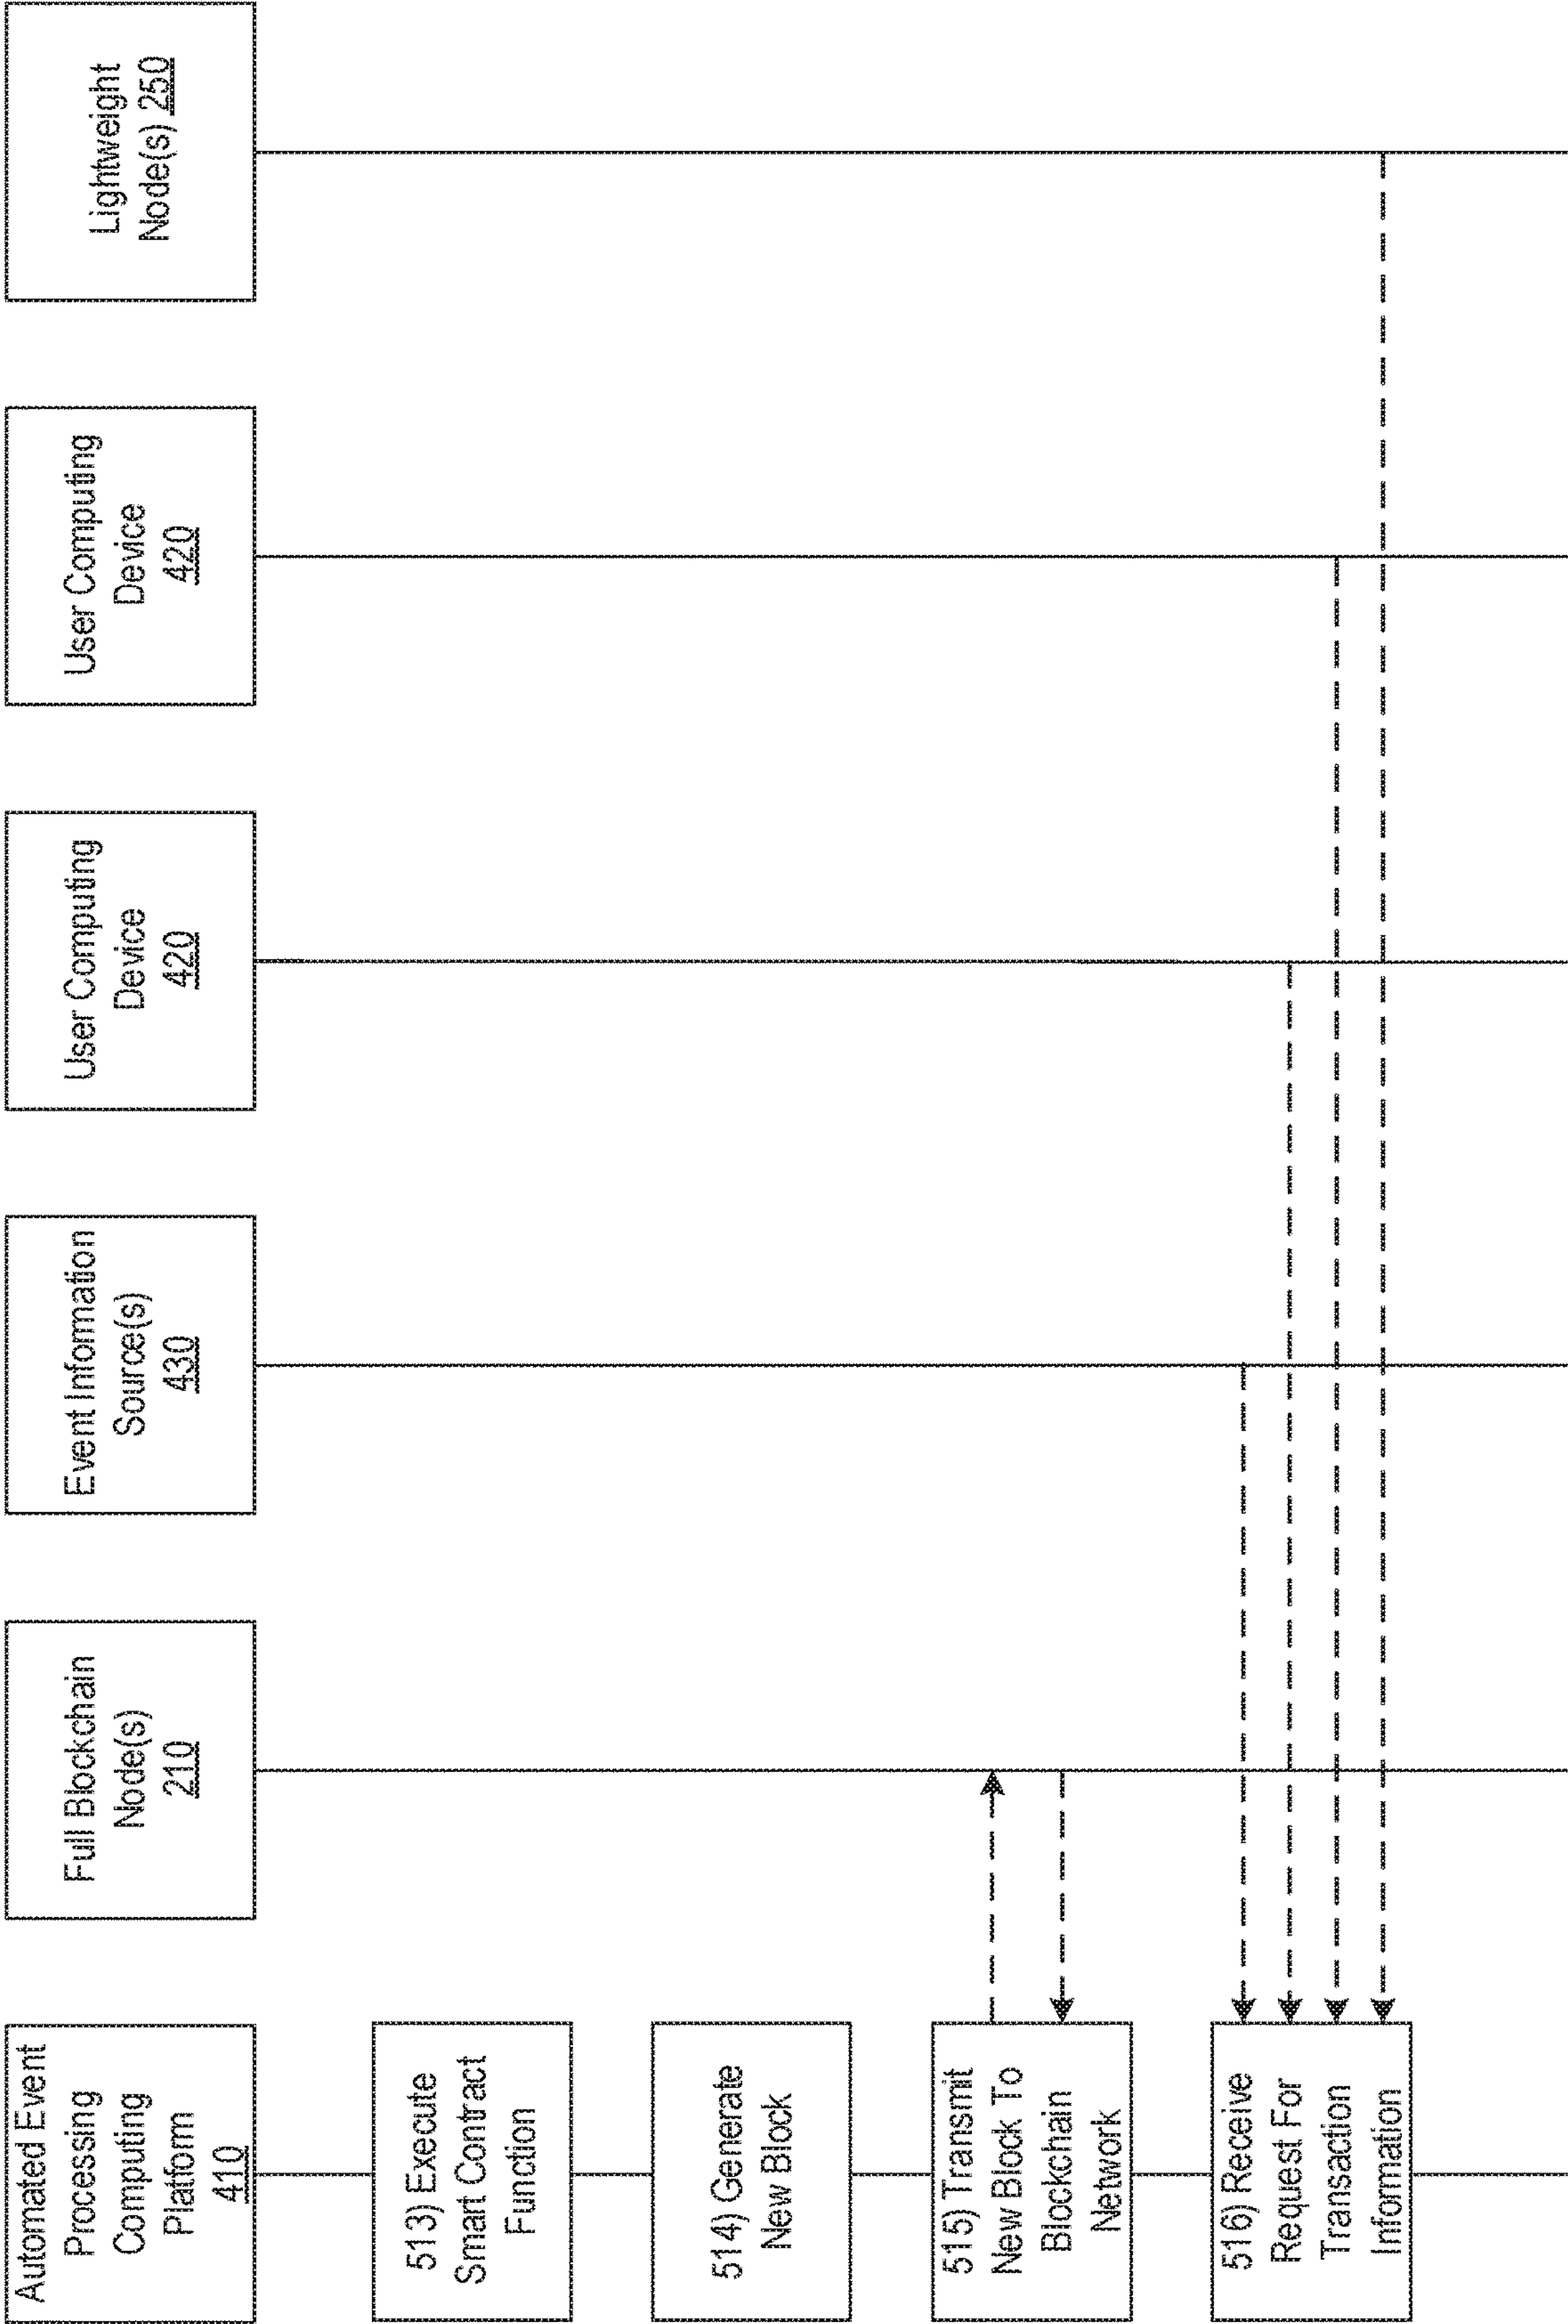 Automated Event
Processing
Computing
Platform
410
Full Blockchain
Node(s)
210
Event Information
Source(s)
430
User Computing
Device
420
User Computing
Device
420
Lightweight
Node(s) 250
513) Execute
Smart Contract
Function
514) Generate
New Block
515) Transmit
New Block To
Blockchain
Network
516) Receive
Request For
Transaction
Information